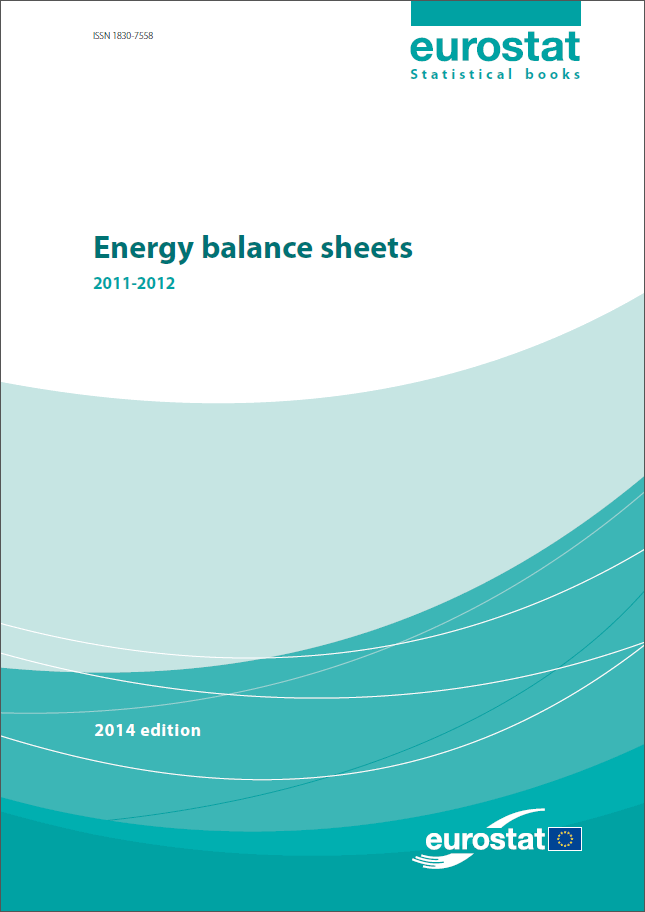 ISSN 1830-7558
eurostat
Statistical books
Energy balance sheets
2011-2012
2014 edition
eurostat